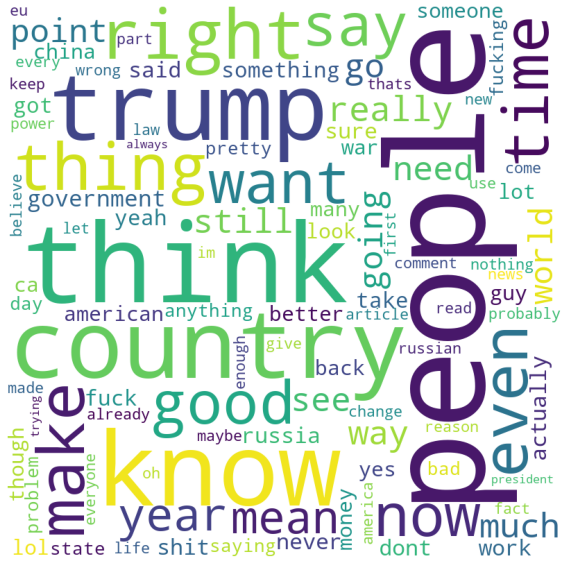 eu
part
right
say
someone
point
china
every
wrong
said
something
go
fucking
people
time
keep
trump
thats
new
got
power
law
always
pretty
sure
war
really
need
come
use
lot
thing
government
believe
yeah
let
want
still
many
look
going
first
world
think
im
comment
nothing
news
ca
day
american
anything
better
take
article
read
guy
probably
country
enough
give
back
russian
even
actually
made
trying
make
fuck
already
good
see
maybe
russia
change
way
reason
though
problem
everyone
know
oh
yes
bad
president
now
year
mean
never
money
america
fact
much
lol
state
life
shit
saying
dont
work